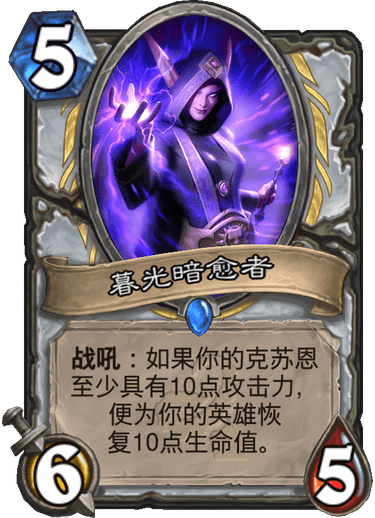 5
暮光暗愈者
战吼：如果你的克苏恩
至少具有10点攻击力，
便为你的英雄恢
复10点生命值。
6
5